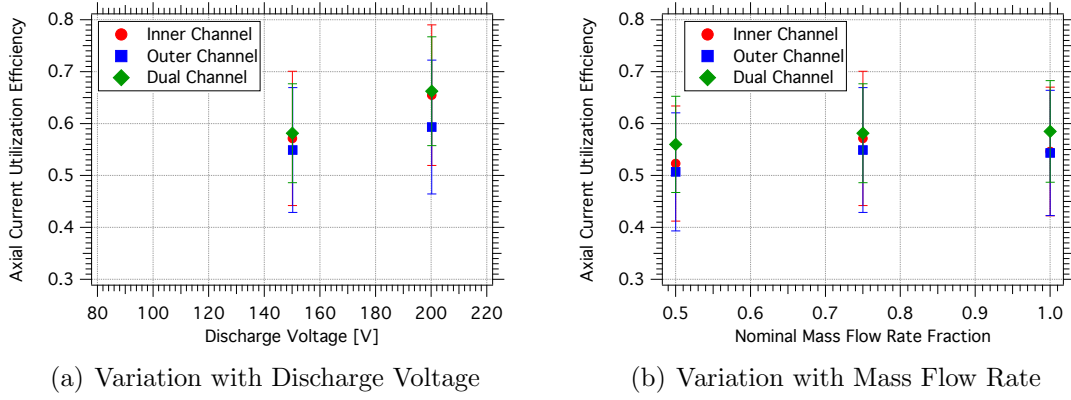 Axial Current Utilization Efficiency
0.8
0.7
0.6
0.5
0.4
0.3
Inner Channel
Outer Channel
Dual Channel
80 100 120 140 160 180 200 220
Discharge Voltage [V]
(a) Variation with Discharge Voltage
Axial Current Utilization Efficiency
0.8
0.7
0.6
0.5
0.4
0.3
Inner Channel
Outer Channel
Dual Channel
0.5 0.6 0.7 0.8 0.9 1.0
Nominal Mass Flow Rate Fraction
(b) Variation with Mass Flow Rate